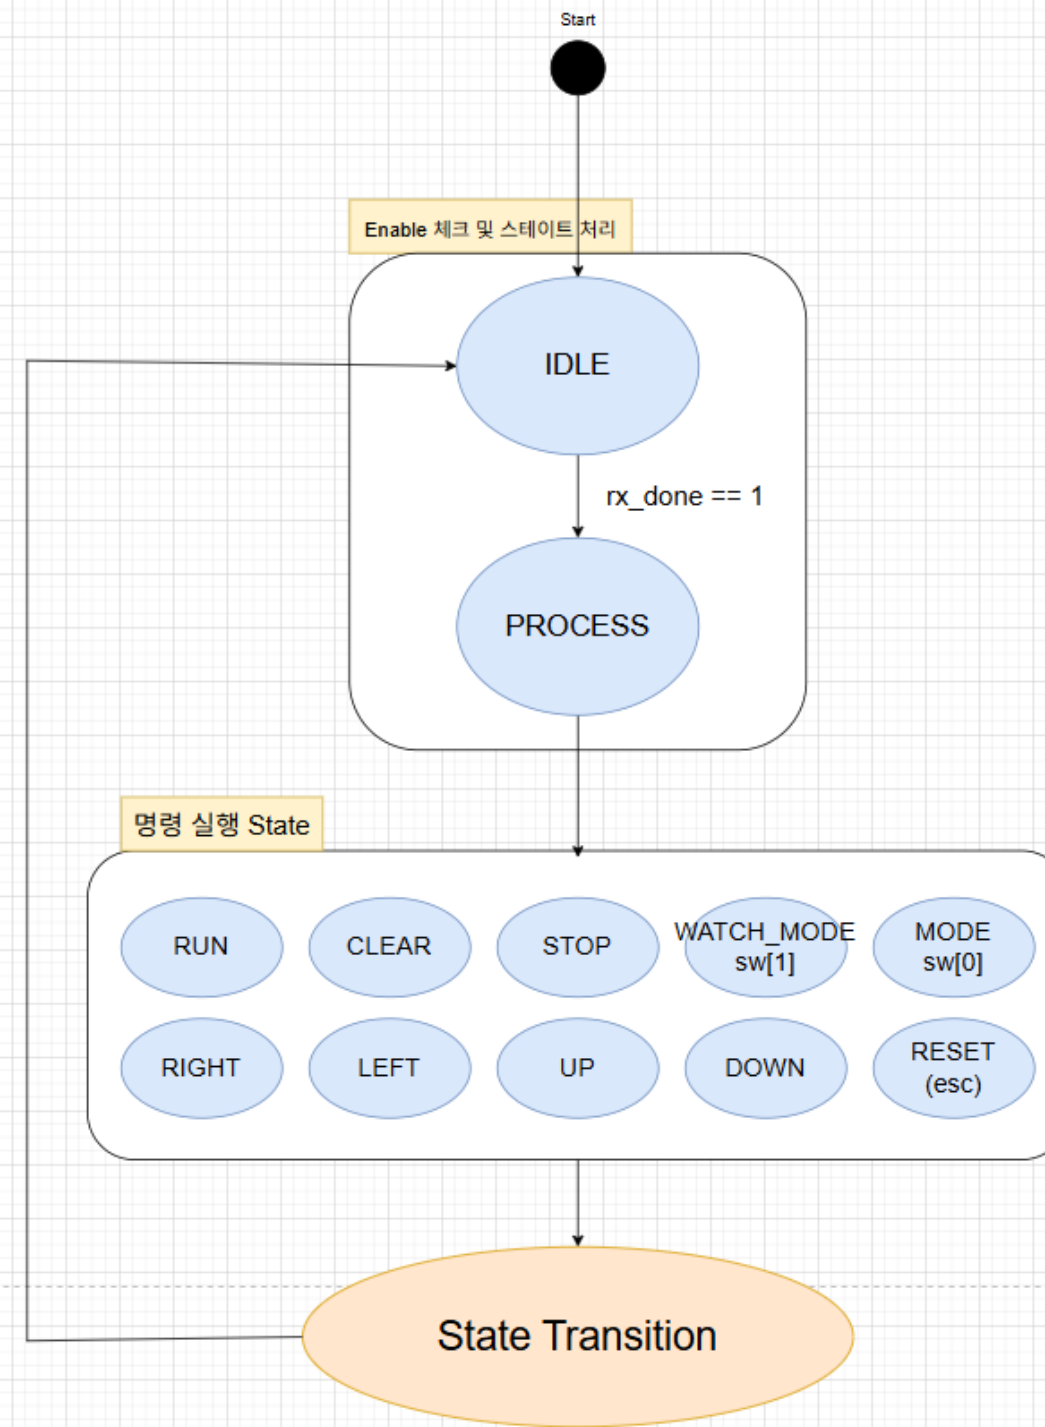 Start
Enable 체크 및 스테이트 처리
IDLE
rx_done == 1
PROCESS
명령 실행 State
RUN
CLEAR
STOP
WATCH_MODE
sw[1]
MODE
sw[0]
RIGHT
LEFT
UP
DOWN
RESET
(esc)
State Transition